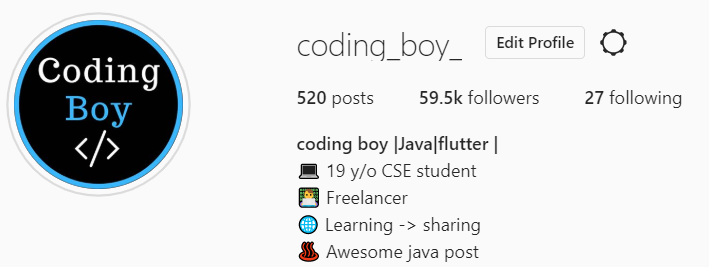 Coding
Boy
</>
coding_boy_ Edit Profile
520 posts 59.5k followers 27 following
coding boy |Java|flutter |
19 y/o CSE student
Freelancer
Learning -> sharing
Awesome java post